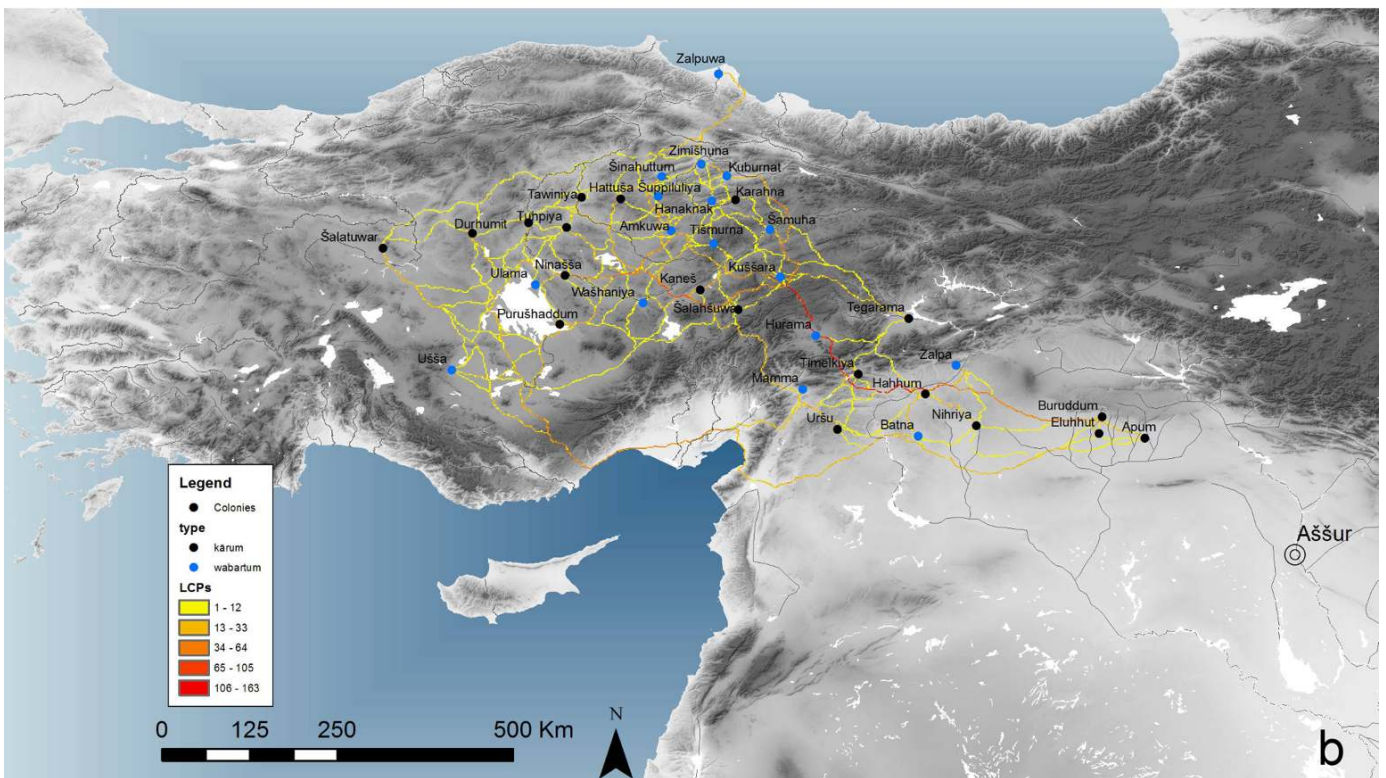 Zalpuwa
Zimišhuna
Šinahuttum
Kuburnat
Tawiniya
Hattuša
Šuppiluliya
Karahna
Hanaknak
Durhumit
Tuhpiya
Amkuwa
Tišmurna
Šamuha
Šalatuwar
Ulama
Ninašša
Wašhaniya
Kaneš
Kuššara
Šalahšuwa
Purušhaddum
Tegarama
Hurama
Ušša
Timelkiya
Zalpa
Mamma
Hahhum
Uršu
Batna
Nihriya
Buruddum
Eluhhut
Apum
Aššur
Legend
Colonies
type
kārum
wabartum
LCPs
1 - 12
13 - 33
34 - 64
65 - 105
106 - 163
0 125 250 500 Km
N
b